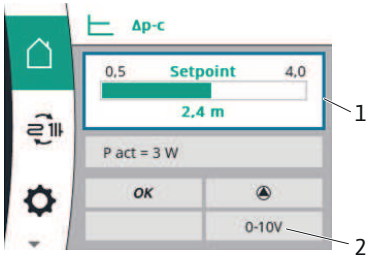 Δp-c
0,5 Setpoint 4,0
2,4 m
1
P act = 3 W
OK
0-10V
2